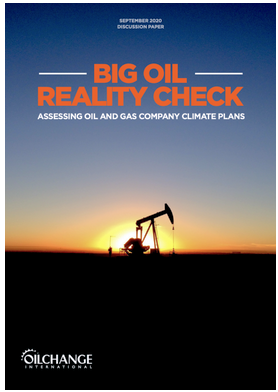 SEPTEMBER 2020
DISCUSSION PAPER
BIG OIL
REALITY CHECK
ASSESSING OIL AND GAS COMPANY CLIMATE PLANS
OILCHANGE
INTERNATIONAL